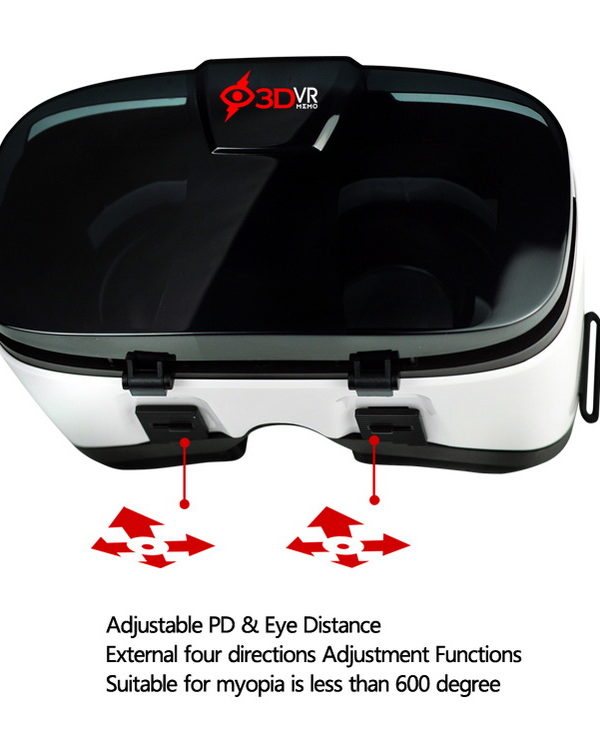 3DVR
MEMO
Adjustable PD & Eye Distance
External four directions Adjustment Functions
Suitable for myopia is less than 600 degree